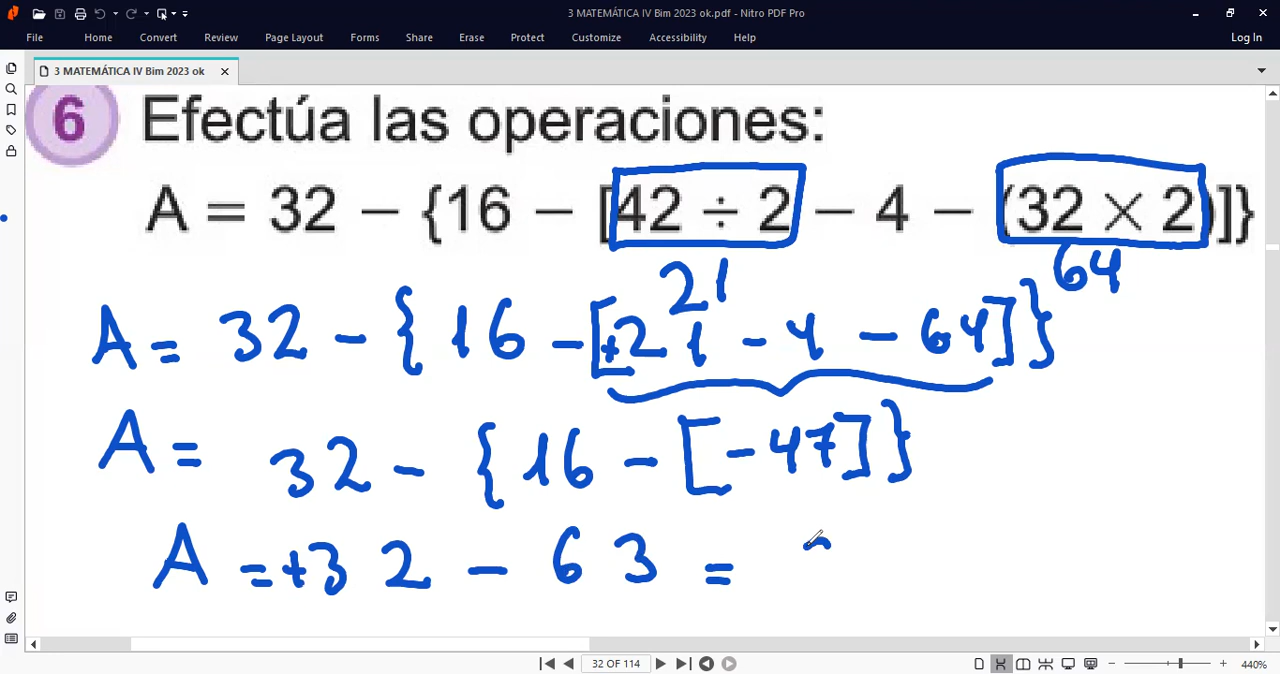 3 MATEMÁTICA IV Bim 2023 ok.pdf - Nitro PDF Pro
File Home Convert Review Page Layout Forms Share Erase Protect Customize Accessibility Help Log In
3 MATEMÁTICA IV Bim 2023 ok
6 Efectúa las operaciones:
A = 32 − {16 − [42 ÷ 2 − 4 − (32 × 2)]}
21 64
A = 32 - { 16 - [+21 - 4 - 64] }
A = 32 - { 16 - [- 47] }
A = +32 - 63 =
32 OF 114
440%